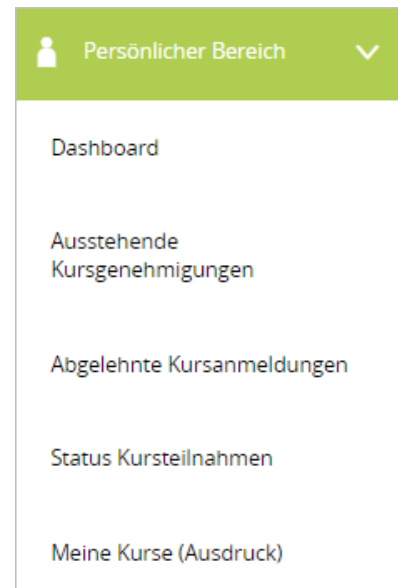 Persönlicher Bereich
Dashboard
Ausstehende
Kursgenehmigungen
Abgelehnte Kursanmeldungen
Status Kursteilnahmen
Meine Kurse (Ausdruck)